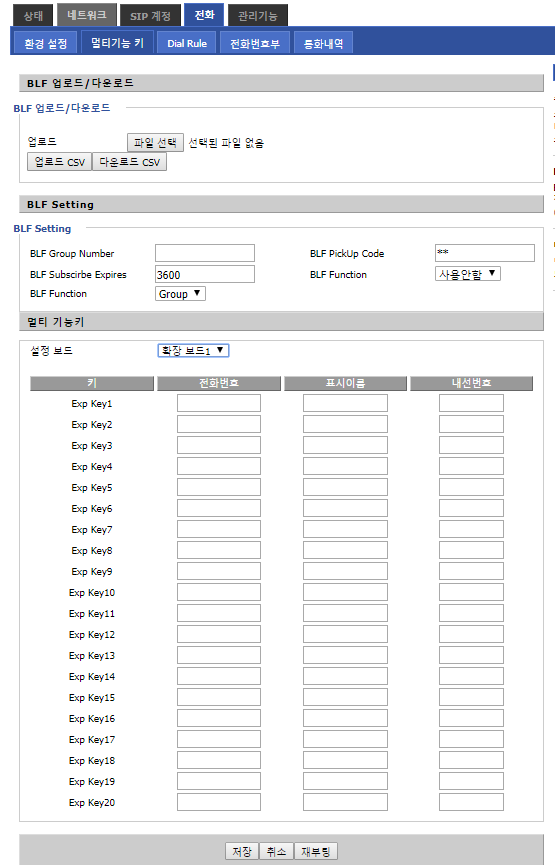 상태 네트워크 SIP 계정 전화 관리기능
환경 설정 멀티기능 키 Dial Rule 전화번호부 통화내역
BLF 업로드/다운로드
BLF 업로드/다운로드
업로드 파일 선택 선택된 파일 없음
업로드 CSV 다운로드 CSV
BLF Setting
BLF Setting
BLF Group Number BLF PickUp Code **
BLF Subscirbe Expires 3600 BLF Function 사용안함 ▼
BLF Function Group ▼
멀티 기능키
설정 보드 확장 보드1 ▼
키 전화번호 표시이름 내선번호
Exp Key1
Exp Key2
Exp Key3
Exp Key4
Exp Key5
Exp Key6
Exp Key7
Exp Key8
Exp Key9
Exp Key10
Exp Key11
Exp Key12
Exp Key13
Exp Key14
Exp Key15
Exp Key16
Exp Key17
Exp Key18
Exp Key19
Exp Key20
저장 취소 재부팅